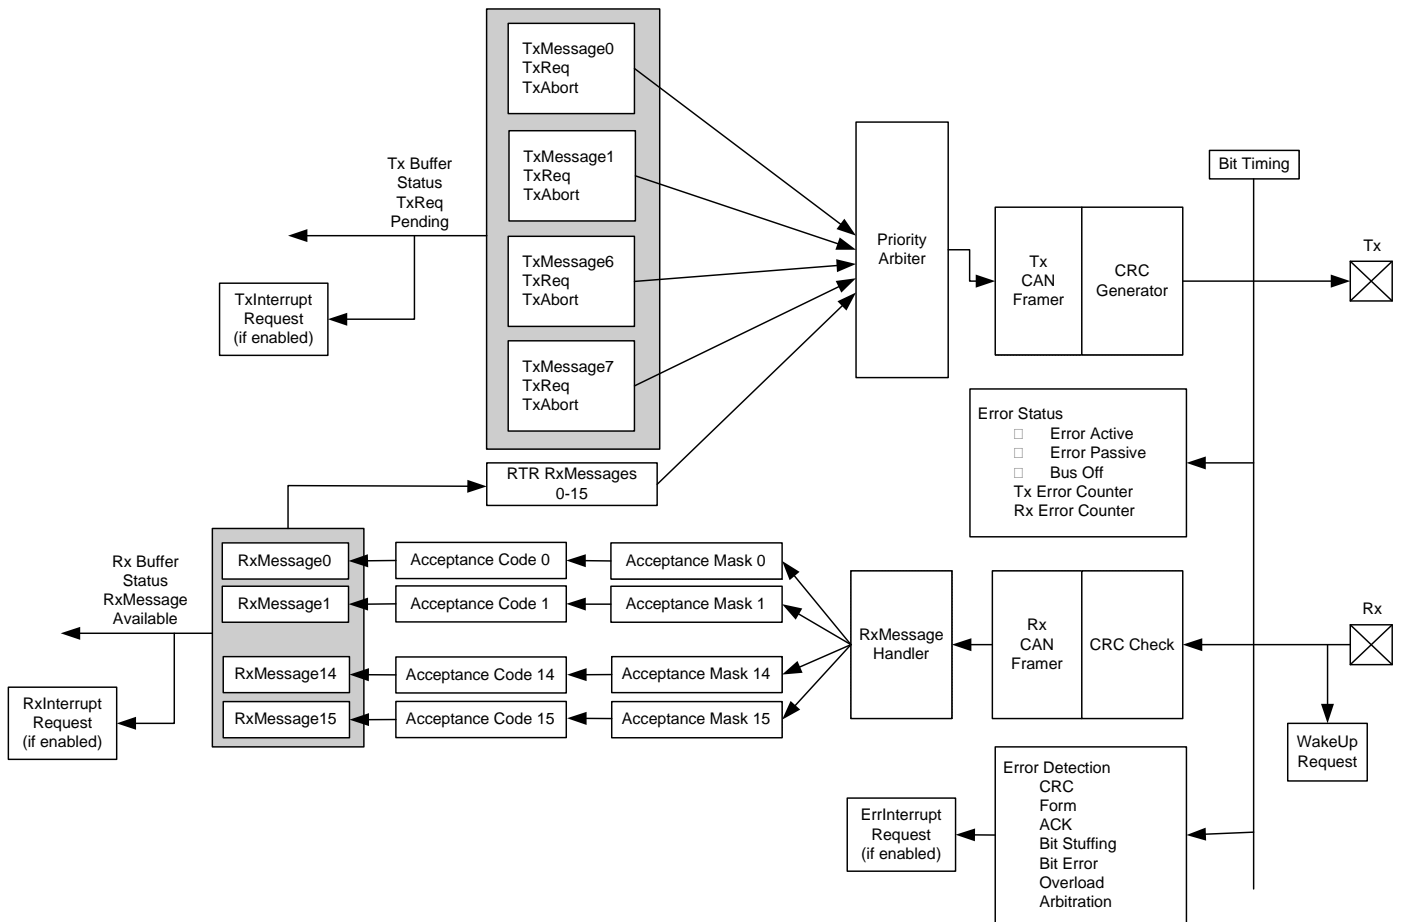 TxMessage0
TxReq
TxAbort
TxMessage1
TxReq
TxAbort
TxMessage6
TxReq
TxAbort
TxMessage7
TxReq
TxAbort
Tx Buffer
Status
TxReq
Pending
TxInterrupt
Request
(if enabled)
Priority
Arbiter
Tx
CAN
Framer
CRC
Generator
Bit Timing
Tx
Error Status
Error Active
Error Passive
Bus Off
Tx Error Counter
Rx Error Counter
RTR RxMessages
0-15
Rx Buffer
Status
RxMessage
Available
RxInterrupt
Request
(if enabled)
RxMessage0
Acceptance Code 0
Acceptance Mask 0
RxMessage1
Acceptance Code 1
Acceptance Mask 1
RxMessage14
Acceptance Code 14
Acceptance Mask 14
RxMessage15
Acceptance Code 15
Acceptance Mask 15
RxMessage
Handler
Rx
CAN
Framer
CRC Check
Rx
WakeUp
Request
ErrInterrupt
Request
(if enabled)
Error Detection
CRC
Form
ACK
Bit Stuffing
Bit Error
Overload
Arbitration